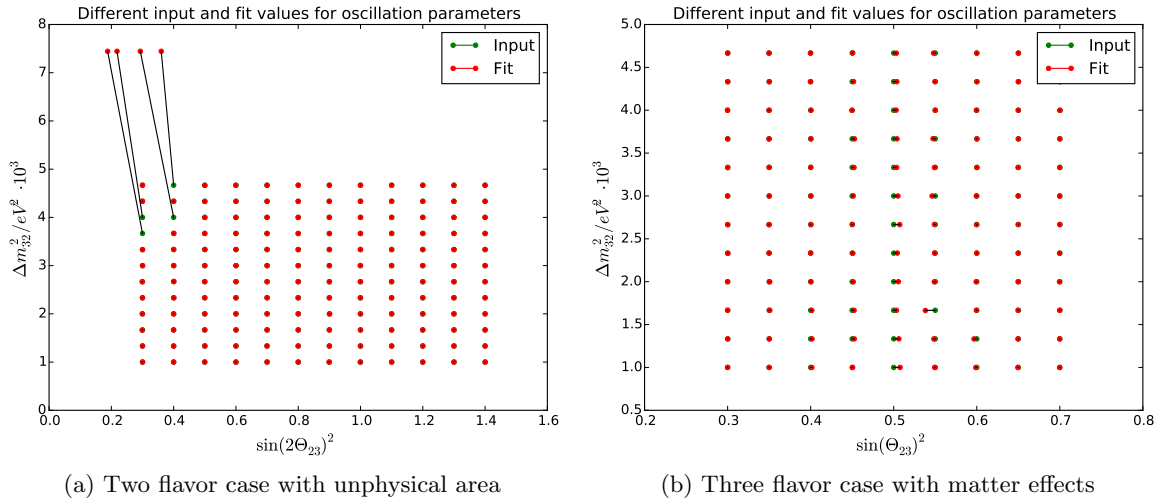 Different input and fit values for oscillation parameters
Input
Fit
8
7
6
5
4
3
2
1
0
0.0 0.2 0.4 0.6 0.8 1.0 1.2 1.4 1.6
Δm²₃₂/eV² ·10³
sin(2Θ₂₃)²
(a) Two flavor case with unphysical area
Different input and fit values for oscillation parameters
Input
Fit
5.0
4.5
4.0
3.5
3.0
2.5
2.0
1.5
1.0
0.5
0.2 0.3 0.4 0.5 0.6 0.7 0.8
Δm²₃₂/eV² ·10³
sin(Θ₂₃)²
(b) Three flavor case with matter effects